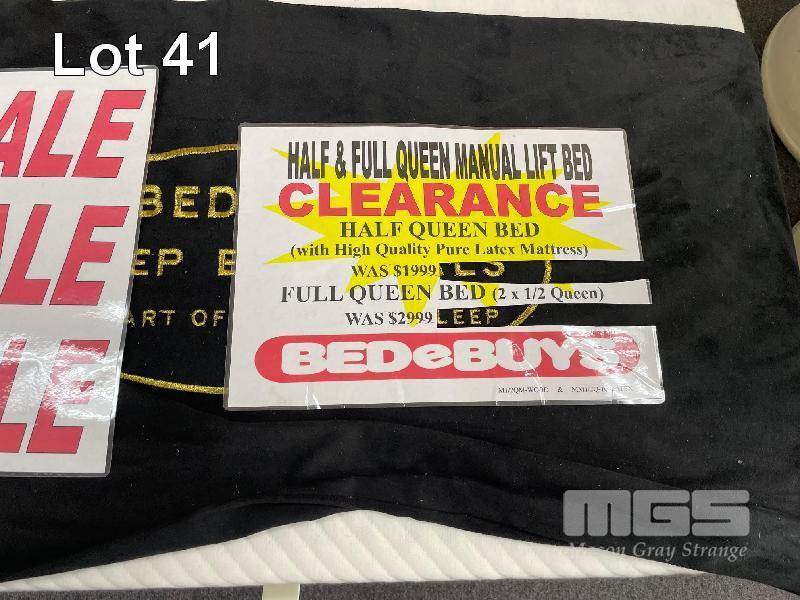 Lot 41
ALE
ALE
LE
BED
EP E
ES
ART OF
LEEP
HALF & FULL QUEEN MANUAL LIFT BED
CLEARANCE
HALF QUEEN BED
(with High Quality Pure Latex Mattress)
WAS $1999
FULL QUEEN BED (2 x 1/2 Queen)
WAS $2999
BEDeBUYS
MGS
Mason Gray Strange